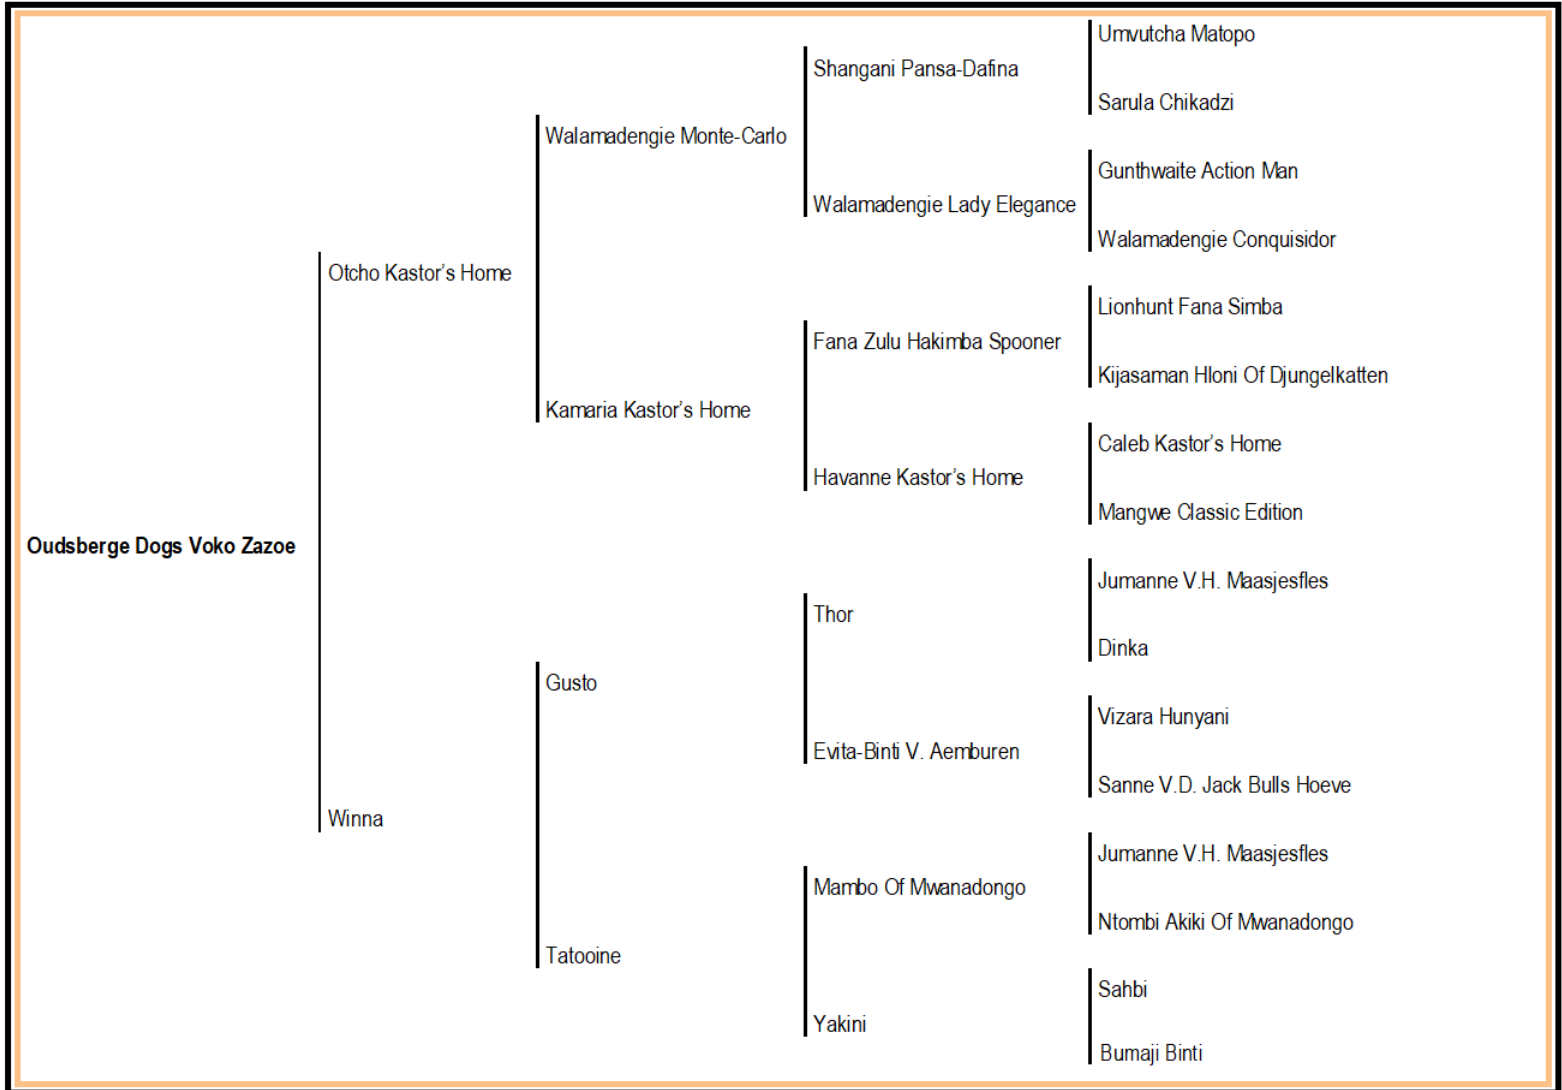 Umvutcha Matopo
Shangani Pansa-Dafina
Sarula Chikadzi
Walamadengie Monte-Carlo
Gunthwaite Action Man
Walamadengie Lady Elegance
Walamadengie Conquisidor
Otcho Kastor’s Home
Lionhunt Fana Simba
Fana Zulu Hakimba Spooner
Kijasaman Hloni Of Djungelkatten
Kamaria Kastor’s Home
Caleb Kastor’s Home
Havanne Kastor’s Home
Mangwe Classic Edition
Oudsberge Dogs Voko Zazoe
Jumanne V.H. Maasjesfles
Thor
Dinka
Gusto
Vizara Hunyani
Evita-Binti V. Aemburen
Sanne V.D. Jack Bulls Hoeve
Winna
Jumanne V.H. Maasjesfles
Mambo Of Mwanadongo
Ntombi Akiki Of Mwanadongo
Tatooine
Sahbi
Yakini
Bumaji Binti